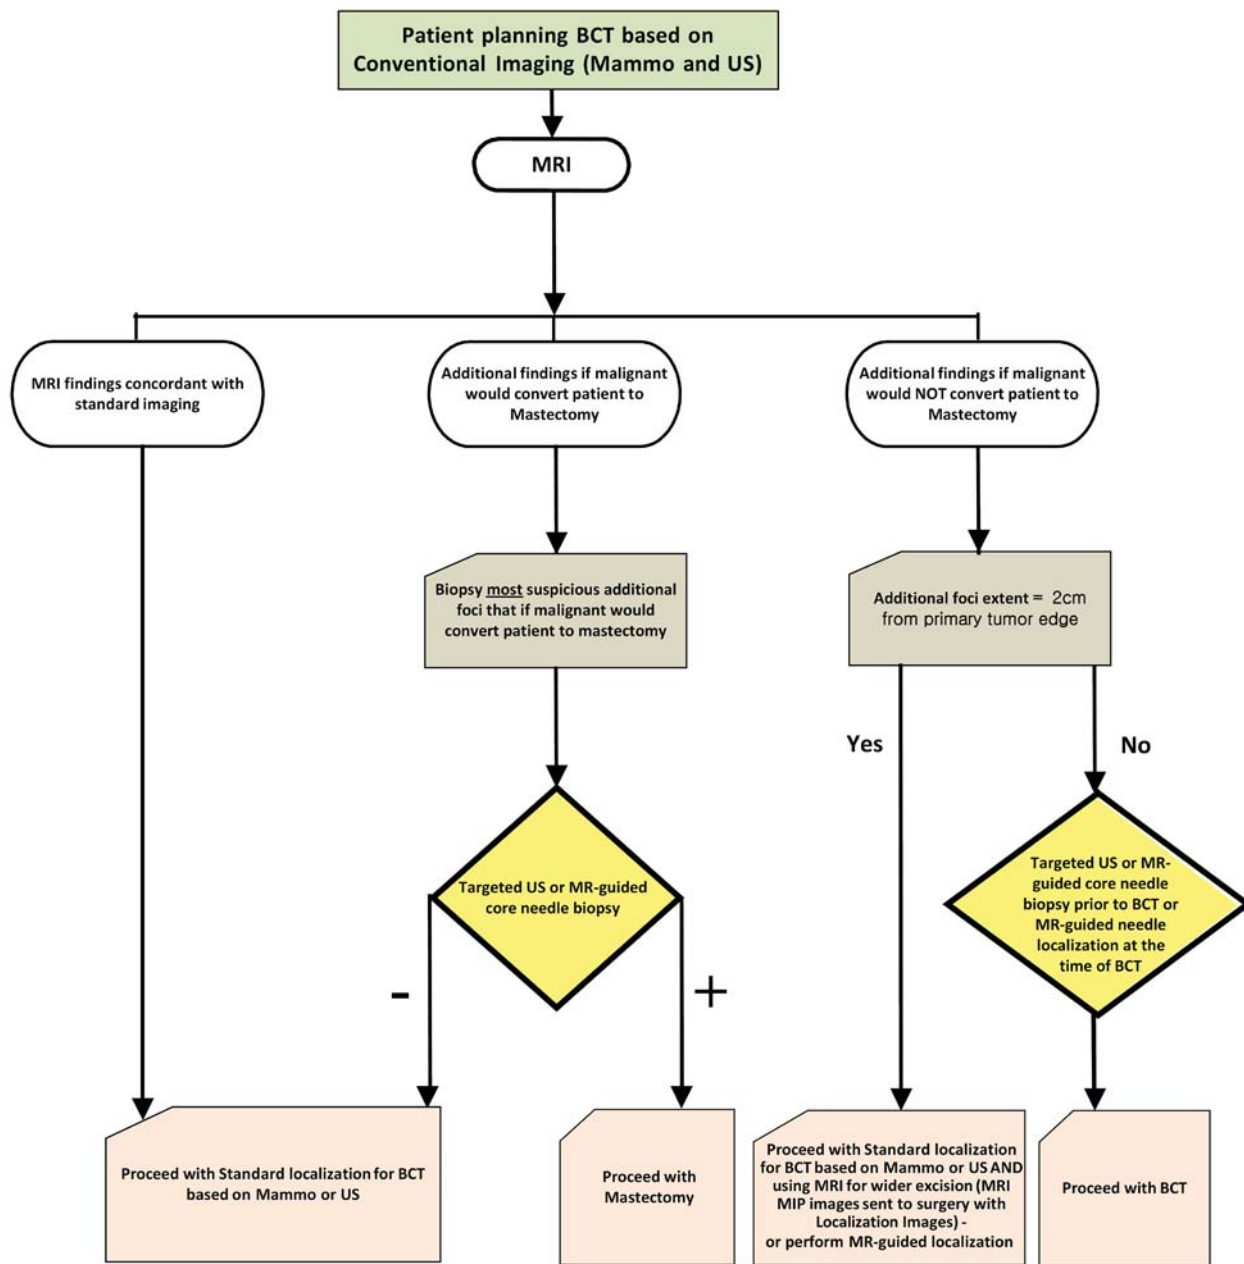 Patient planning BCT based on
Conventional Imaging (Mammo and US)
MRI
MRI findings concordant with
standard imaging
Additional findings if malignant
would convert patient to
Mastectomy
Additional findings if malignant
would NOT convert patient to
Mastectomy
Biopsy most suspicious additional
foci that if malignant would
convert patient to mastectomy
Additional foci extent = 2cm
from primary tumor edge
Yes
No
Targeted US or MR-guided
core needle biopsy
Targeted US or MR-
guided core needle
biopsy prior to BCT or
MR-guided needle
localization at the
time of BCT
-
+
Proceed with Standard localization for BCT
based on Mammo or US
Proceed with
Mastectomy
Proceed with Standard localization
for BCT based on Mammo or US AND
using MRI for wider excision (MRI
MIP images sent to surgery with
Localization Images) -
or perform MR-guided localization
Proceed with BCT